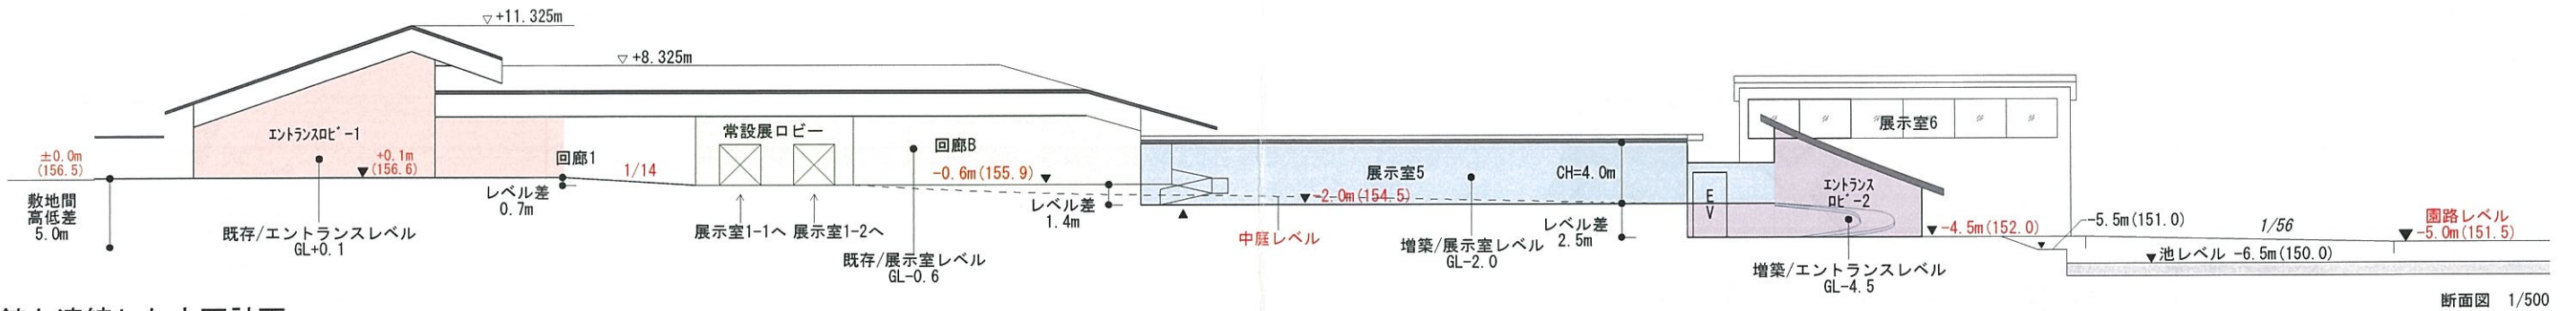 ▽+11.325m
▽+8.325m
エントランスロビー1
常設展ロビー
回廊B
展示室6
±0.0m
(156.5)
+0.1m
▼(156.6)
回廊1
1/14
-0.6m(155.9)▼
展示室5
CH=4.0m
エントランス
ロビー2
EV
敷地間
高低差
5.0m
レベル差
0.7m
レベル差
1.4m
▼-2.0m(154.5)
レベル差
2.5m
▼-4.5m(152.0)
-5.5m(151.0)
1/56
園路レベル
▼-5.0m(151.5)
既存/エントランスレベル
GL+0.1
展示室1-1へ 展示室1-2へ
中庭レベル
増築/展示室レベル
GL-2.0
▼池レベル -6.5m(150.0)
既存/展示室レベル
GL-0.6
増築/エントランスレベル
GL-4.5
断面図 1/500